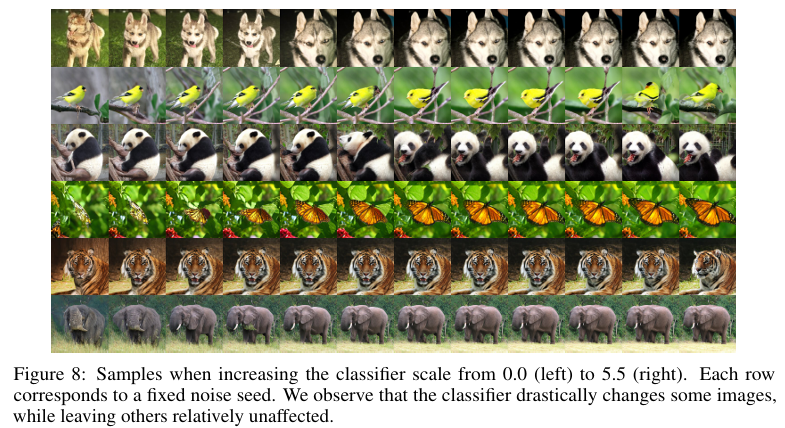 Figure 8: Samples when increasing the classifier scale from 0.0 (left) to 5.5 (right). Each row
corresponds to a fixed noise seed. We observe that the classifier drastically changes some images,
while leaving others relatively unaffected.